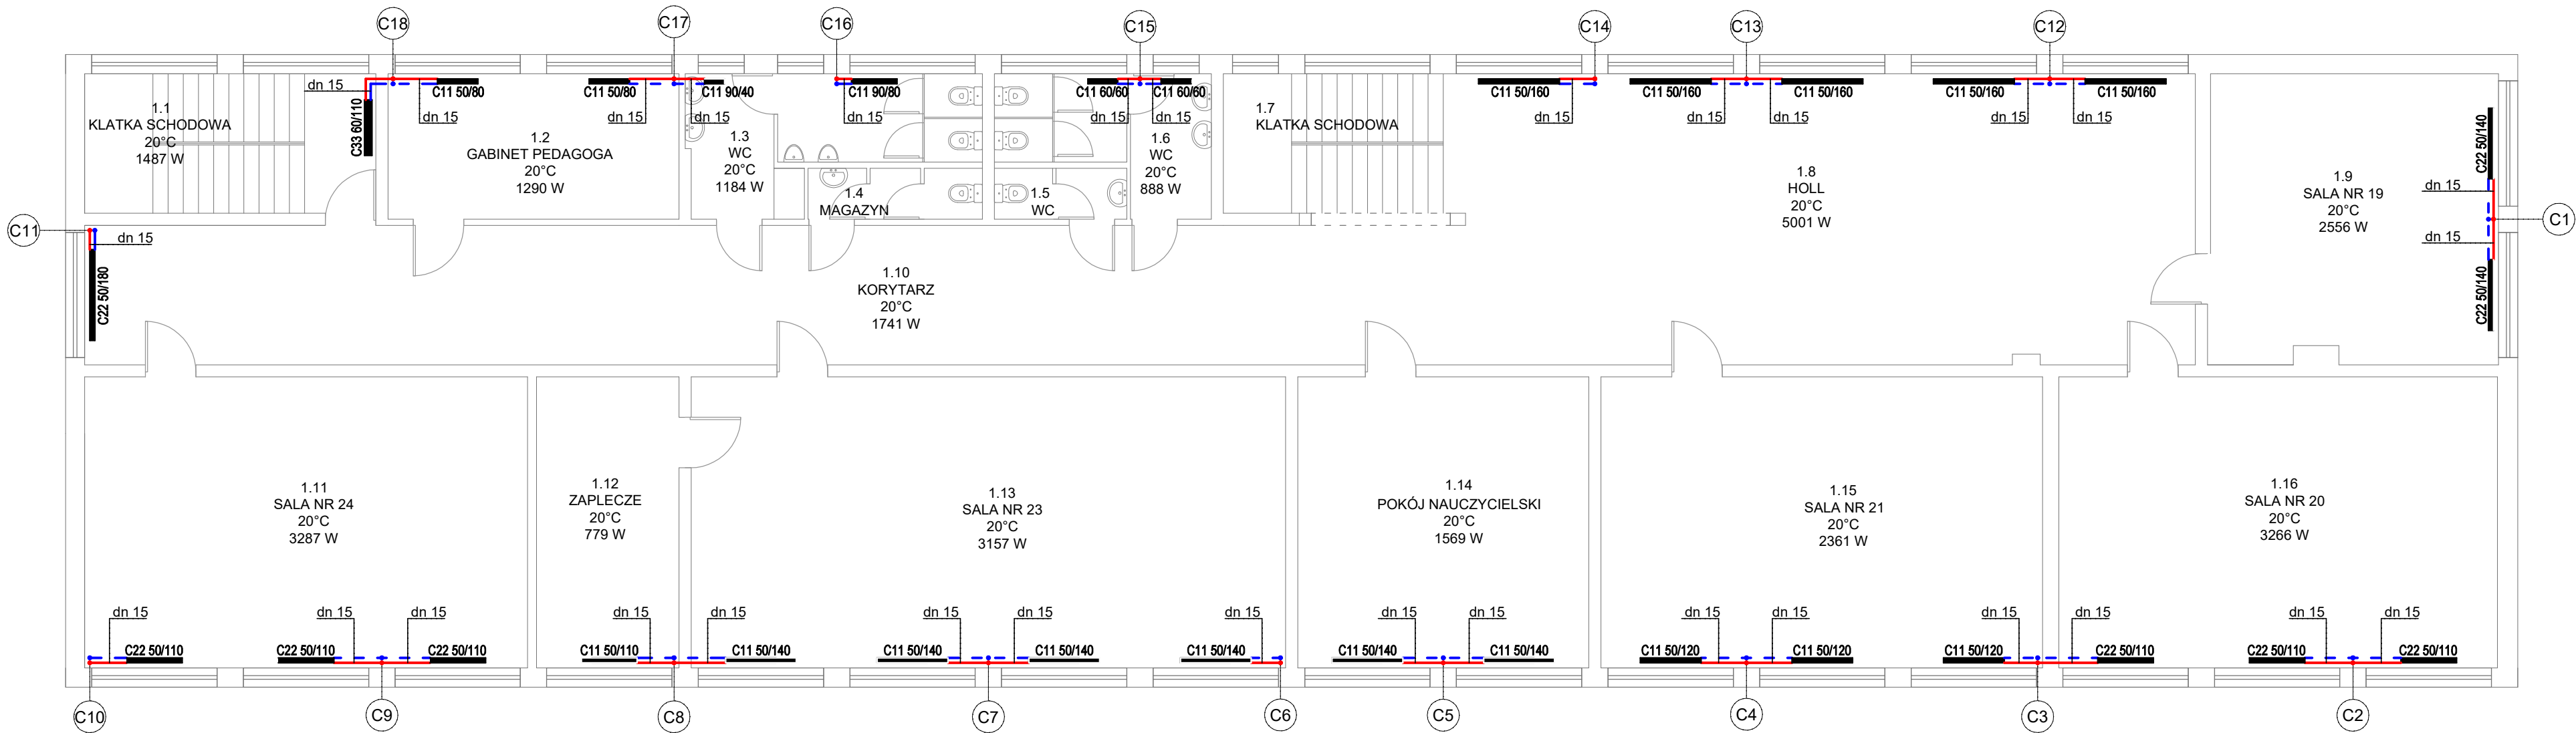 C18
C17
C16
C15
C14
C13
C12
dn 15
C33 60/110
C11 50/80
dn 15
C11 50/80
dn 15
C11 90/40
dn 15
C11 90/80
dn 15
C11 60/60
dn 15
C11 60/60
dn 15
C11 50/160
dn 15
C11 50/160
dn 15
C11 50/160
dn 15
C11 50/160
dn 15
C11 50/160
dn 15
1.1
KLATKA SCHODOWA
20°C
1487 W
1.2
GABINET PEDAGOGA
20°C
1290 W
1.3
WC
20°C
1184 W
1.4
MAGAZYN
1.5
WC
1.6
WC
20°C
888 W
1.7
KLATKA SCHODOWA
1.8
HOLL
20°C
5001 W
1.9
SALA NR 19
20°C
2556 W
C22 50/140
dn 15
C1
dn 15
C22 50/140
C11
dn 15
C22 50/180
1.10
KORYTARZ
20°C
1741 W
1.11
SALA NR 24
20°C
3287 W
1.12
ZAPLECZE
20°C
779 W
1.13
SALA NR 23
20°C
3157 W
1.14
POKÓJ NAUCZYCIELSKI
20°C
1569 W
1.15
SALA NR 21
20°C
2361 W
1.16
SALA NR 20
20°C
3266 W
dn 15
C22 50/110
dn 15
C22 50/110
dn 15
C22 50/110
dn 15
C11 50/110
dn 15
C11 50/140
dn 15
C11 50/140
dn 15
C11 50/140
dn 15
C11 50/140
dn 15
C11 50/140
dn 15
C11 50/140
dn 15
C11 50/120
dn 15
C11 50/120
dn 15
C11 50/120
dn 15
C22 50/110
dn 15
C22 50/110
dn 15
C22 50/110
C10
C9
C8
C7
C6
C5
C4
C3
C2